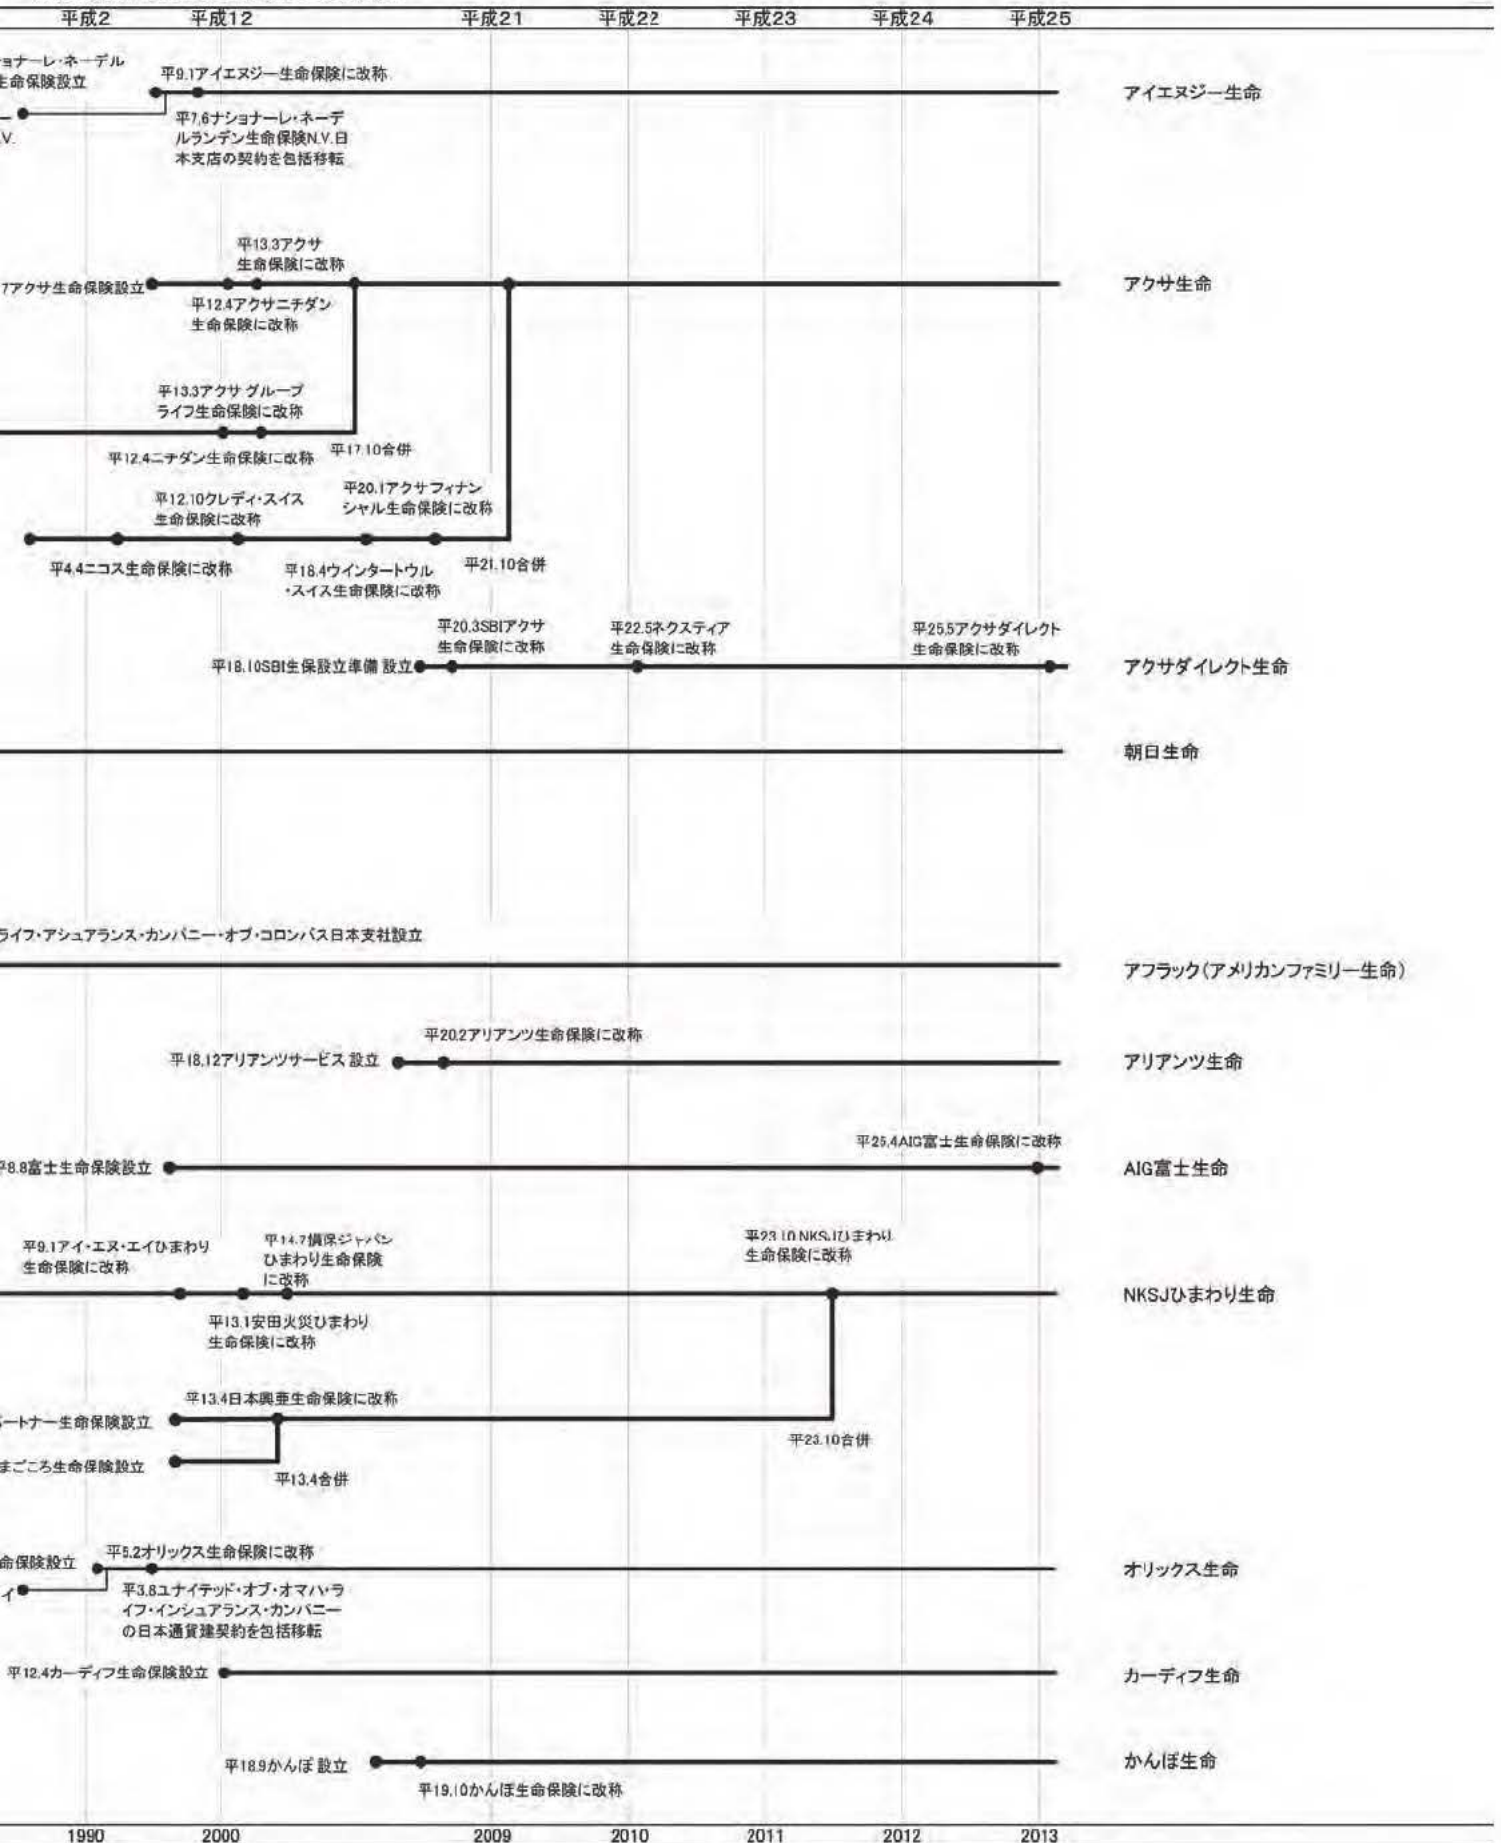 平成2 平成12 平成21 平成22 平成23 平成24 平成25
ョナーレ・ネーデル
生命保険設立
平9.1アイエヌジー生命保険に改称
アイエヌジー生命
V.
平7.6ナショナーレ・ネーデ
ルランデン生命保険N.V.日
本支店の契約を包括移転
平13.3アクサ
生命保険に改称
7アクサ生命保険設立
アクサ生命
平12.4アクサニチダン
生命保険に改称
平13.3アクサ グループ
ライフ生命保険に改称
平12.4ニチダン生命保険に改称
平17.10合併
平12.10クレディ・スイス
生命保険に改称
平20.1アクサフィナン
シャル生命保険に改称
平4.4ニコス生命保険に改称
平18.4ウインタートウル
・スイス生命保険に改称
平21.10合併
平20.3SBIアクサ
生命保険に改称
平22.5ネクスティア
生命保険に改称
平25.5アクサダイレクト
生命保険に改称
平18.10SBI生保設立準備 設立
アクサダイレクト生命
朝日生命
ライフ・アシュアランス・カンパニー・オブ・コロンバス日本支社設立
アフラック(アメリカンファミリー生命)
平20.2アリアンツ生命保険に改称
平18.12アリアンツサービス 設立
アリアンツ生命
平25.4AIG富士生命保険に改称
平8.8富士生命保険設立
AIG富士生命
平9.1アイ・エヌ・エイひまわり
生命保険に改称
平14.7損保ジャパン
ひまわり生命保険
に改称
平23.10 NKSJひまわり
生命保険に改称
NKSJひまわり生命
平13.1安田火災ひまわり
生命保険に改称
平13.4日本興亜生命保険に改称
パートナー生命保険設立
平23.10合併
まごころ生命保険設立
平13.4合併
命保険設立
平5.2オリックス生命保険に改称
オリックス生命
イ
平3.8ユナイテッド・オブ・オマハ・ラ
イフ・インシュアランス・カンパニー
の日本通貨建契約を包括移転
平12.4カーディフ生命保険設立
カーディフ生命
平18.9かんぽ 設立
かんぽ生命
平19.10かんぽ生命保険に改称
1990 2000 2009 2010 2011 2012 2013